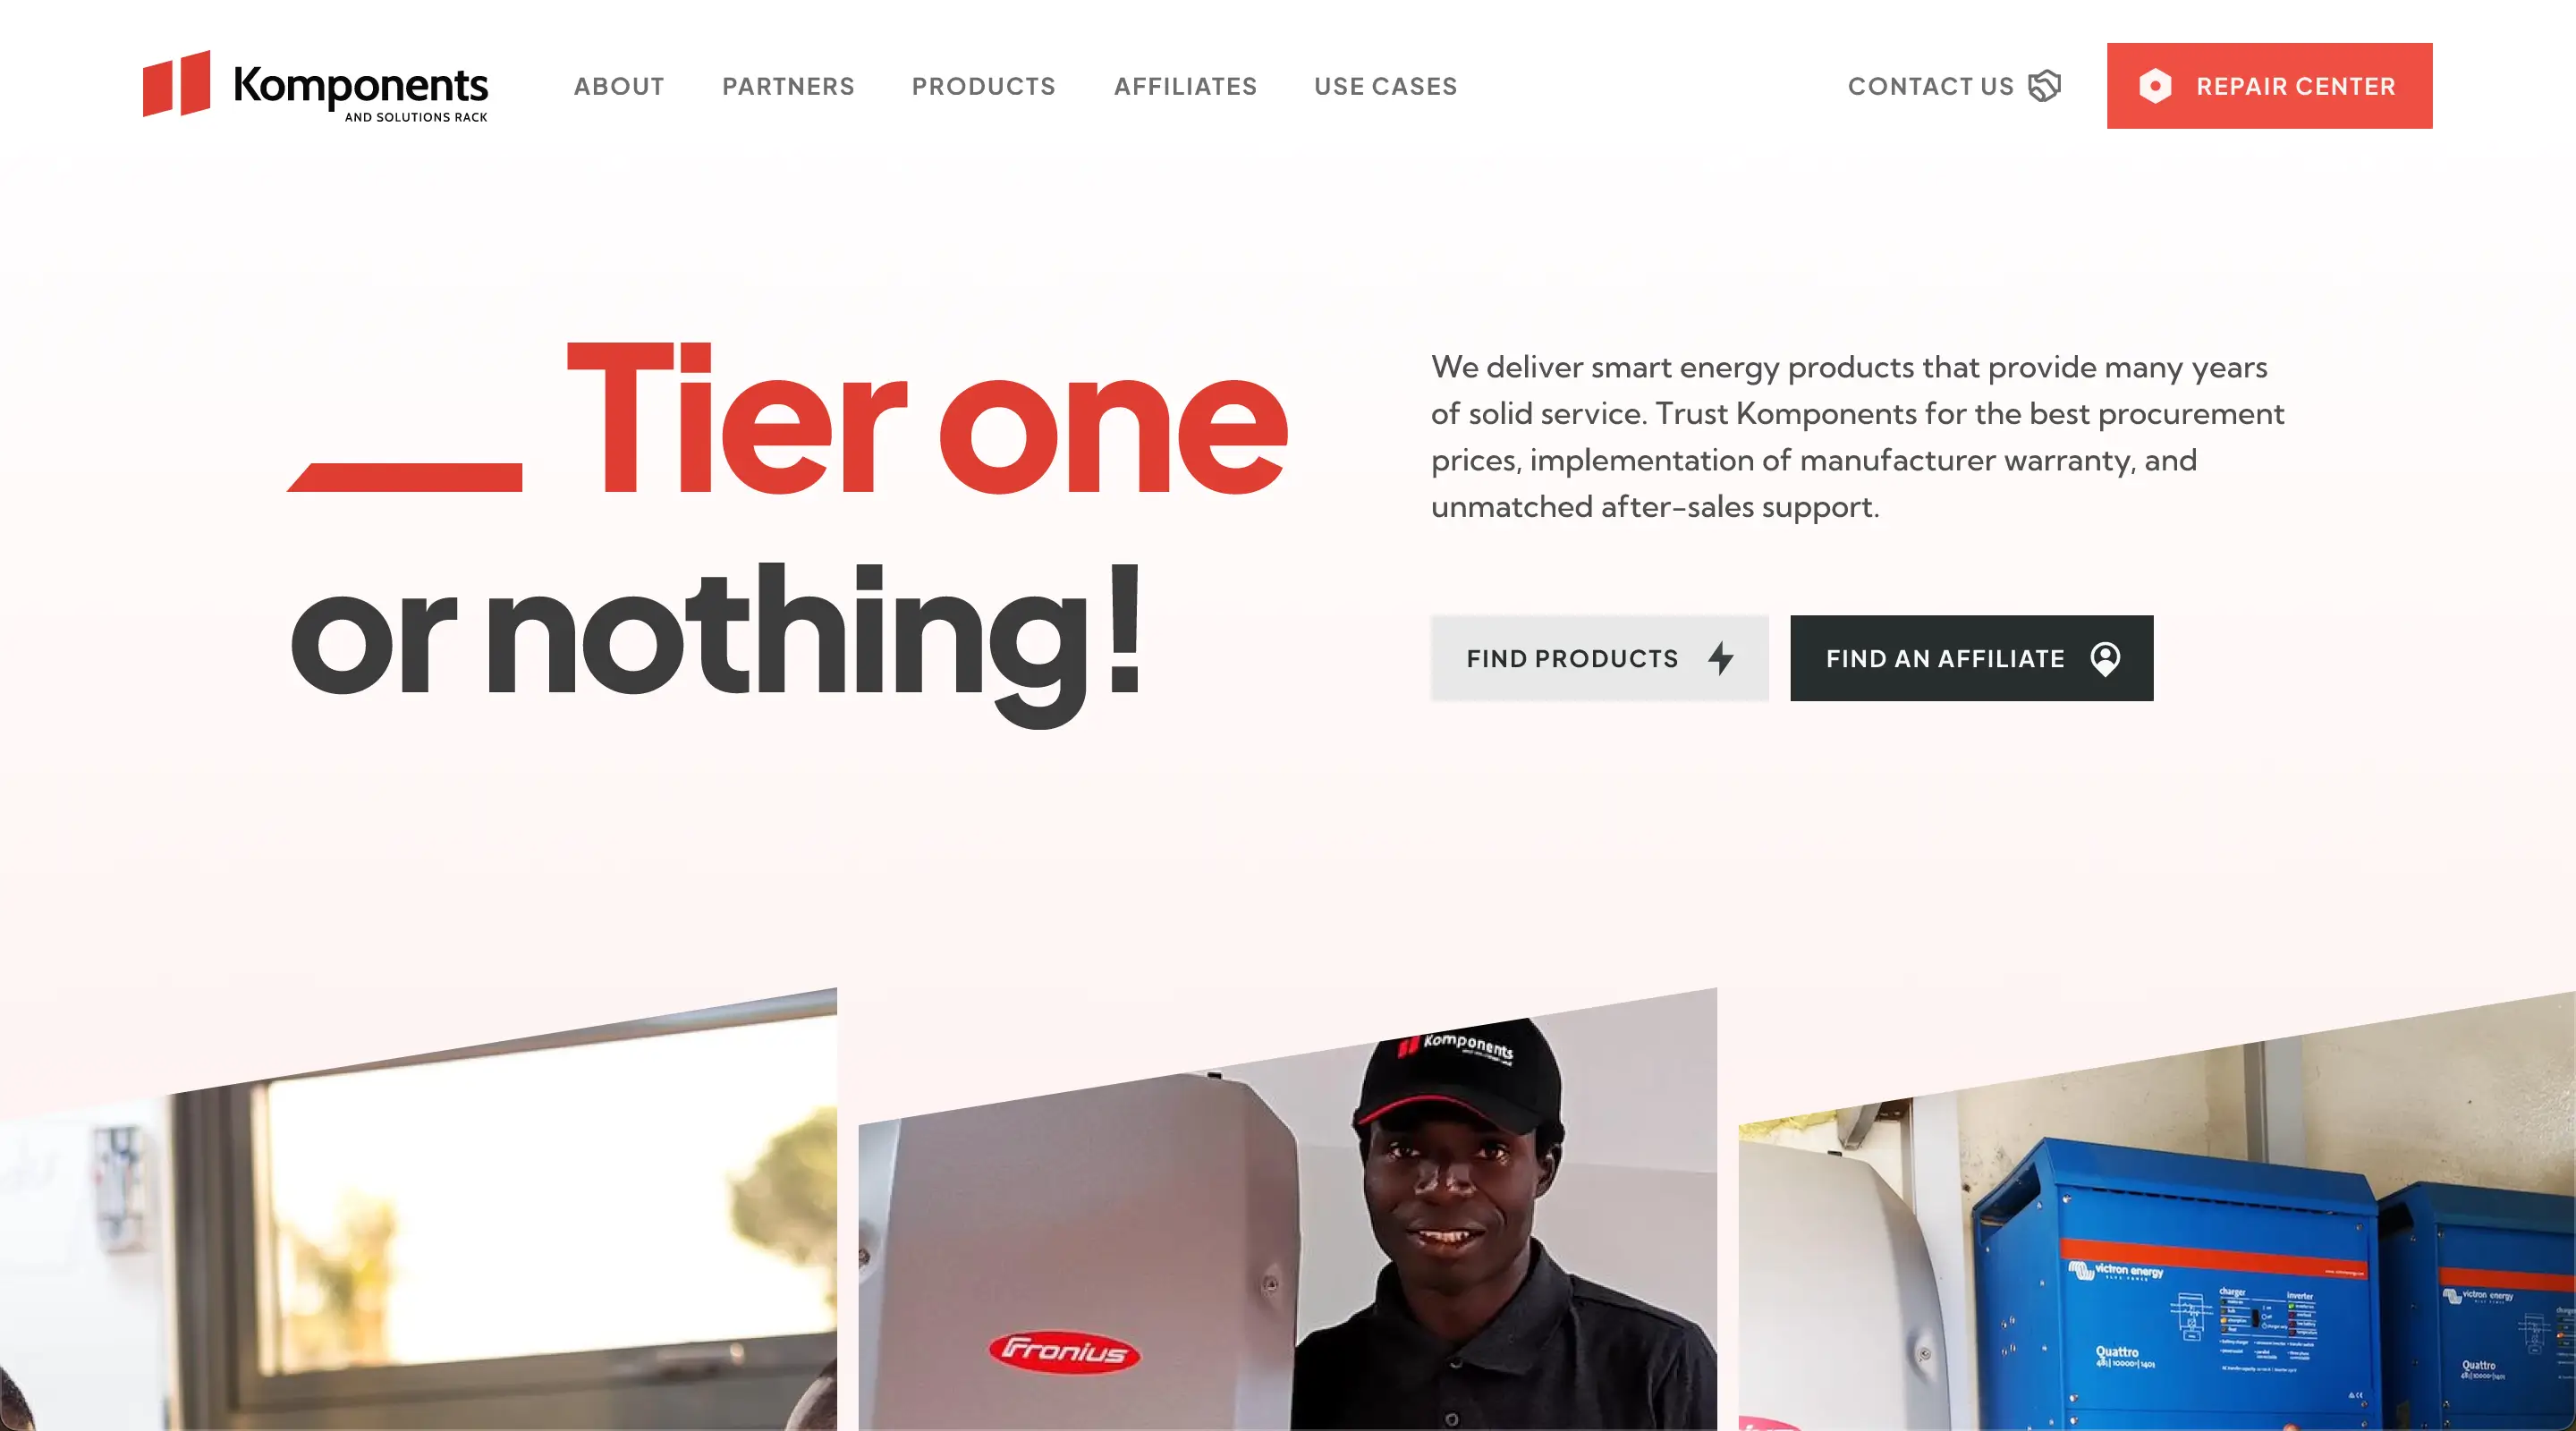 Komponents
AND SOLUTIONS RACK
ABOUT
PARTNERS
PRODUCTS
AFFILIATES
USE CASES
CONTACT US
REPAIR CENTER
Tier one
or nothing!
We deliver smart energy products that provide many years
of solid service. Trust Komponents for the best procurement
prices, implementation of manufacturer warranty, and
unmatched after-sales support.
FIND PRODUCTS
FIND AN AFFILIATE
Komponents
Fronius
victron energy
BLUE POWER
charger
inverter
Quattro
victron energy
Quattro